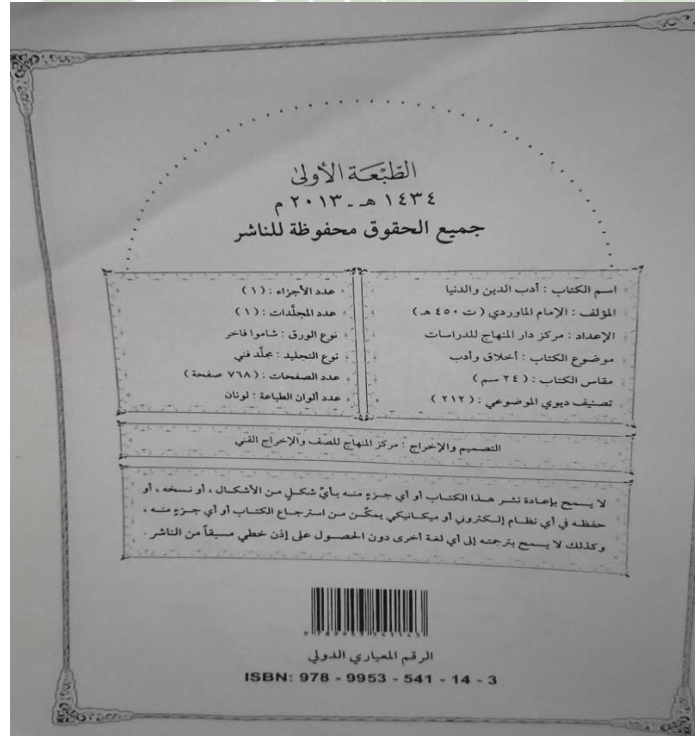 الطبعة الأولى
١٤٣٤ هـ - ٢٠١٣ م
جميع الحقوق محفوظة للناشر
اسم الكتاب : أدب الدين والدنيا
المؤلف : الإمام الماوردي ( ت ٤٥٠ هـ )
الإعداد : مركز دار المنهاج للدراسات
موضوع الكتاب : أخلاق وأدب
مقاس الكتاب : ( ٢٤ سم )
تصنيف ديوي الموضوعي : ( ٢١٢ )
عدد الأجزاء : ( ١ )
عدد المجلّدات : ( ١ )
نوع الورق : شاموا فاخر
نوع التجليد : مجلّد فني
عدد الصفحات : ( ٧٦٨ صفحة )
عدد ألوان الطباعة : لونان
التصميم والإخراج : مركز المنهاج للصف والإخراج الفني
لا يسمح بإعادة نشر هذا الكتاب أو أي جزءٍ منه بأيّ شكلٍ من الأشكال ، أو نسخه ، أو
حفظه في أي نظام إلكتروني أو ميكانيكي يمكّن من استرجاع الكتاب أو أي جزءٍ منه ،
وكذلك لا يسمح بترجمته إلى أي لغة أخرى دون الحصول على إذن خطي مسبقاً من الناشر .
9 789953 541143
الرقم المعياري الدولي
ISBN: 978 - 9953 - 541 - 14 - 3